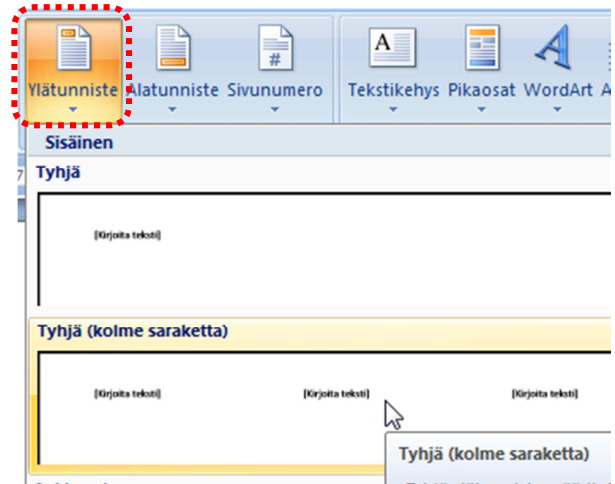 Ylätunniste Alatunniste Sivunumero Tekstikehys Pikaosat WordArt A
#
A
A
Sisäinen
7
Tyhjä
[Kirjoita teksti]
Tyhjä (kolme saraketta)
[Kirjoita teksti] [Kirjoita teksti] [Kirjoita teksti]
Tyhjä (kolme saraketta)